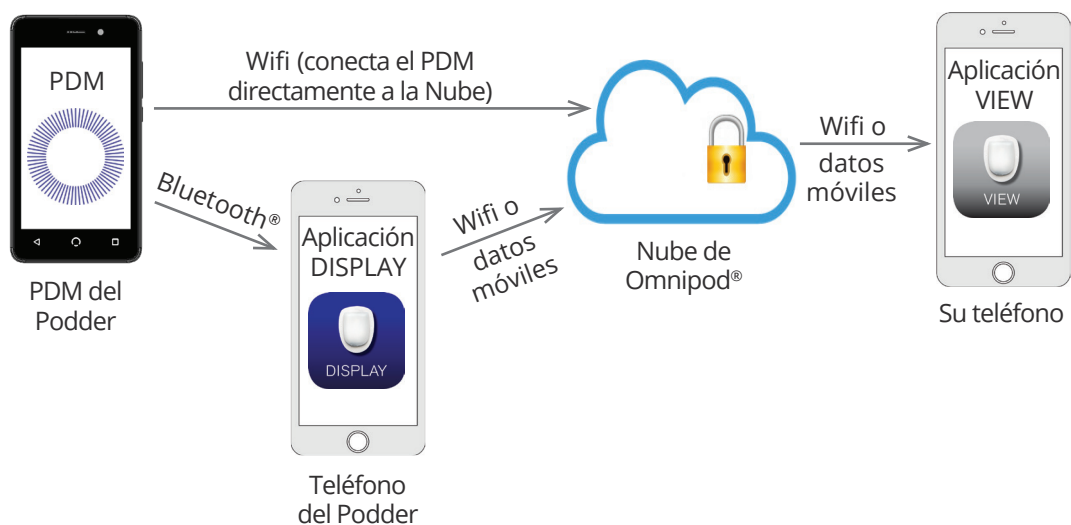 PDM
PDM del
Podder
Wifi (conecta el PDM
directamente a la Nube)
Bluetooth®
Aplicación
DISPLAY
DISPLAY
Teléfono
del Podder
Wifi o
datos
móviles
Nube de
Omnipod®
Wifi o
datos
móviles
Aplicación
VIEW
VIEW
Su teléfono